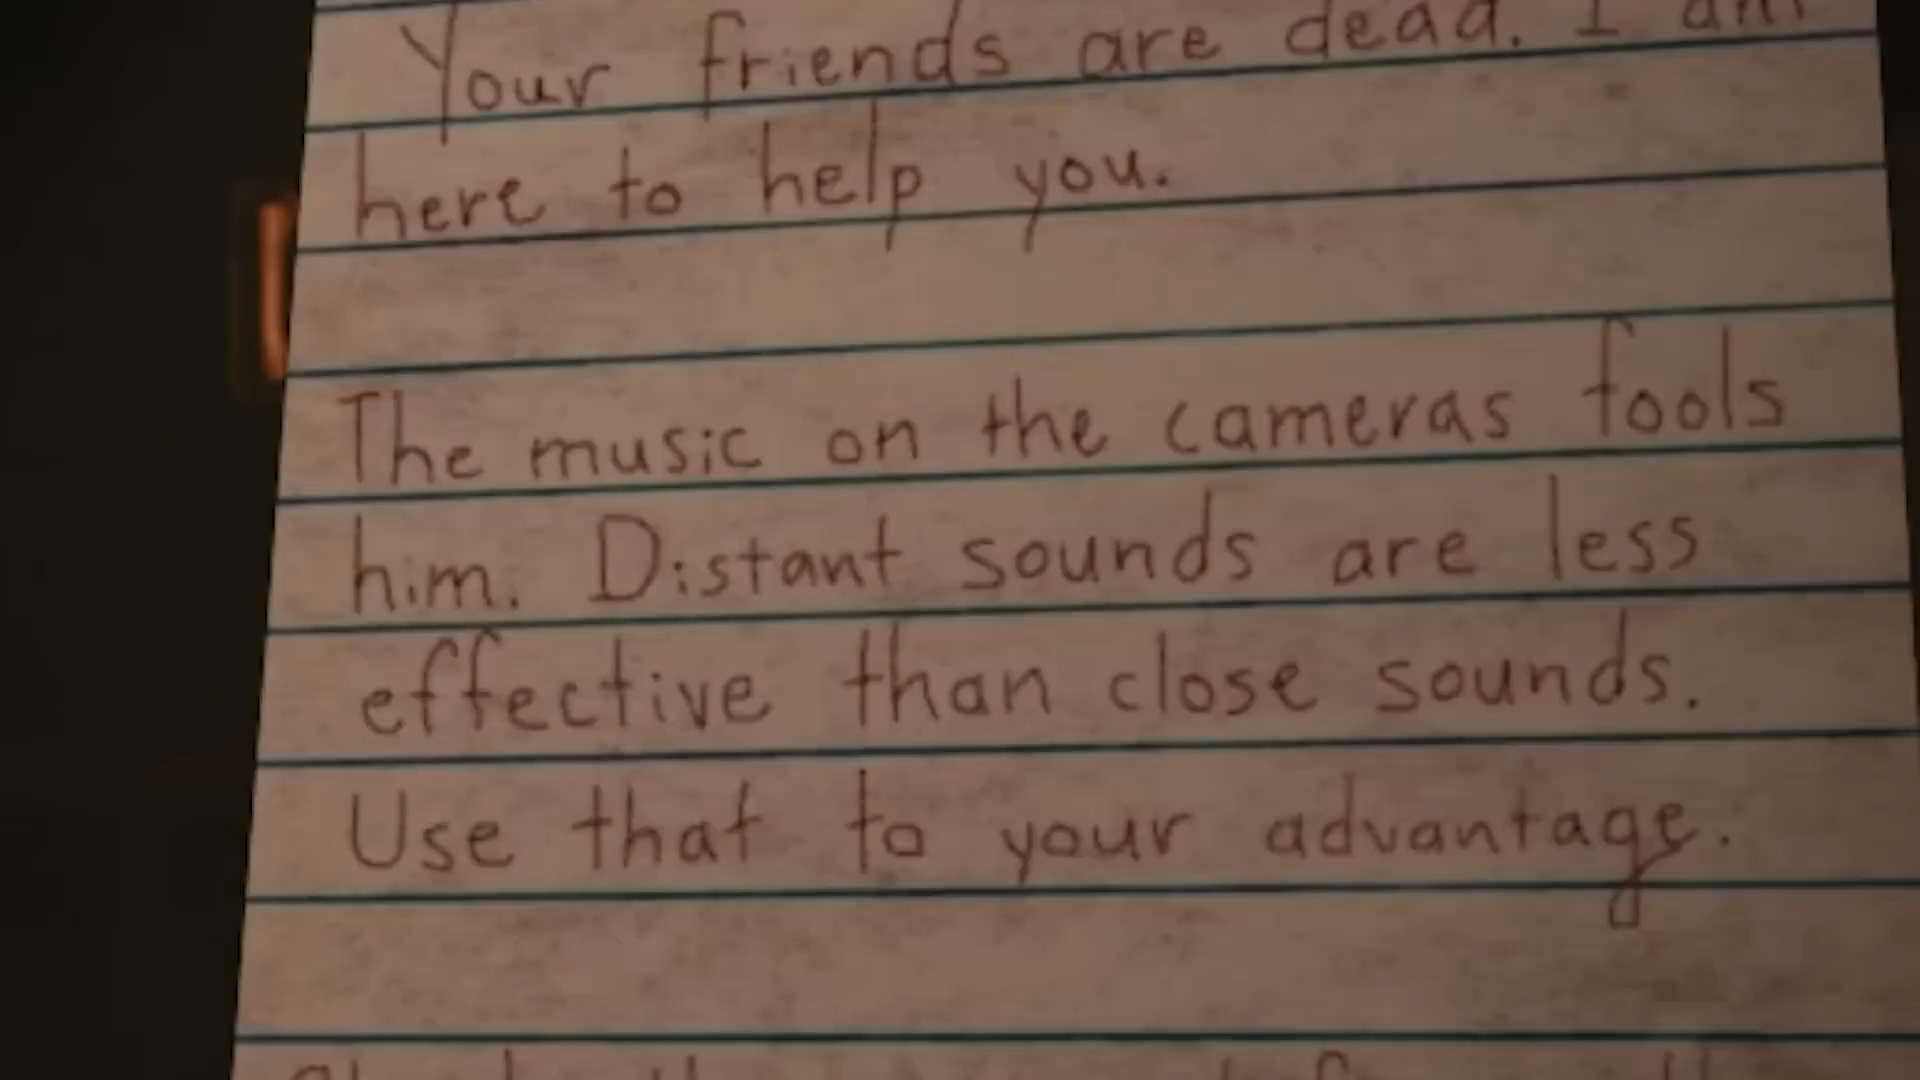 Your friends are dead. I am
here to help you.
The music on the cameras fools
him. Distant sounds are less
effective than close sounds.
Use that to your advantage.